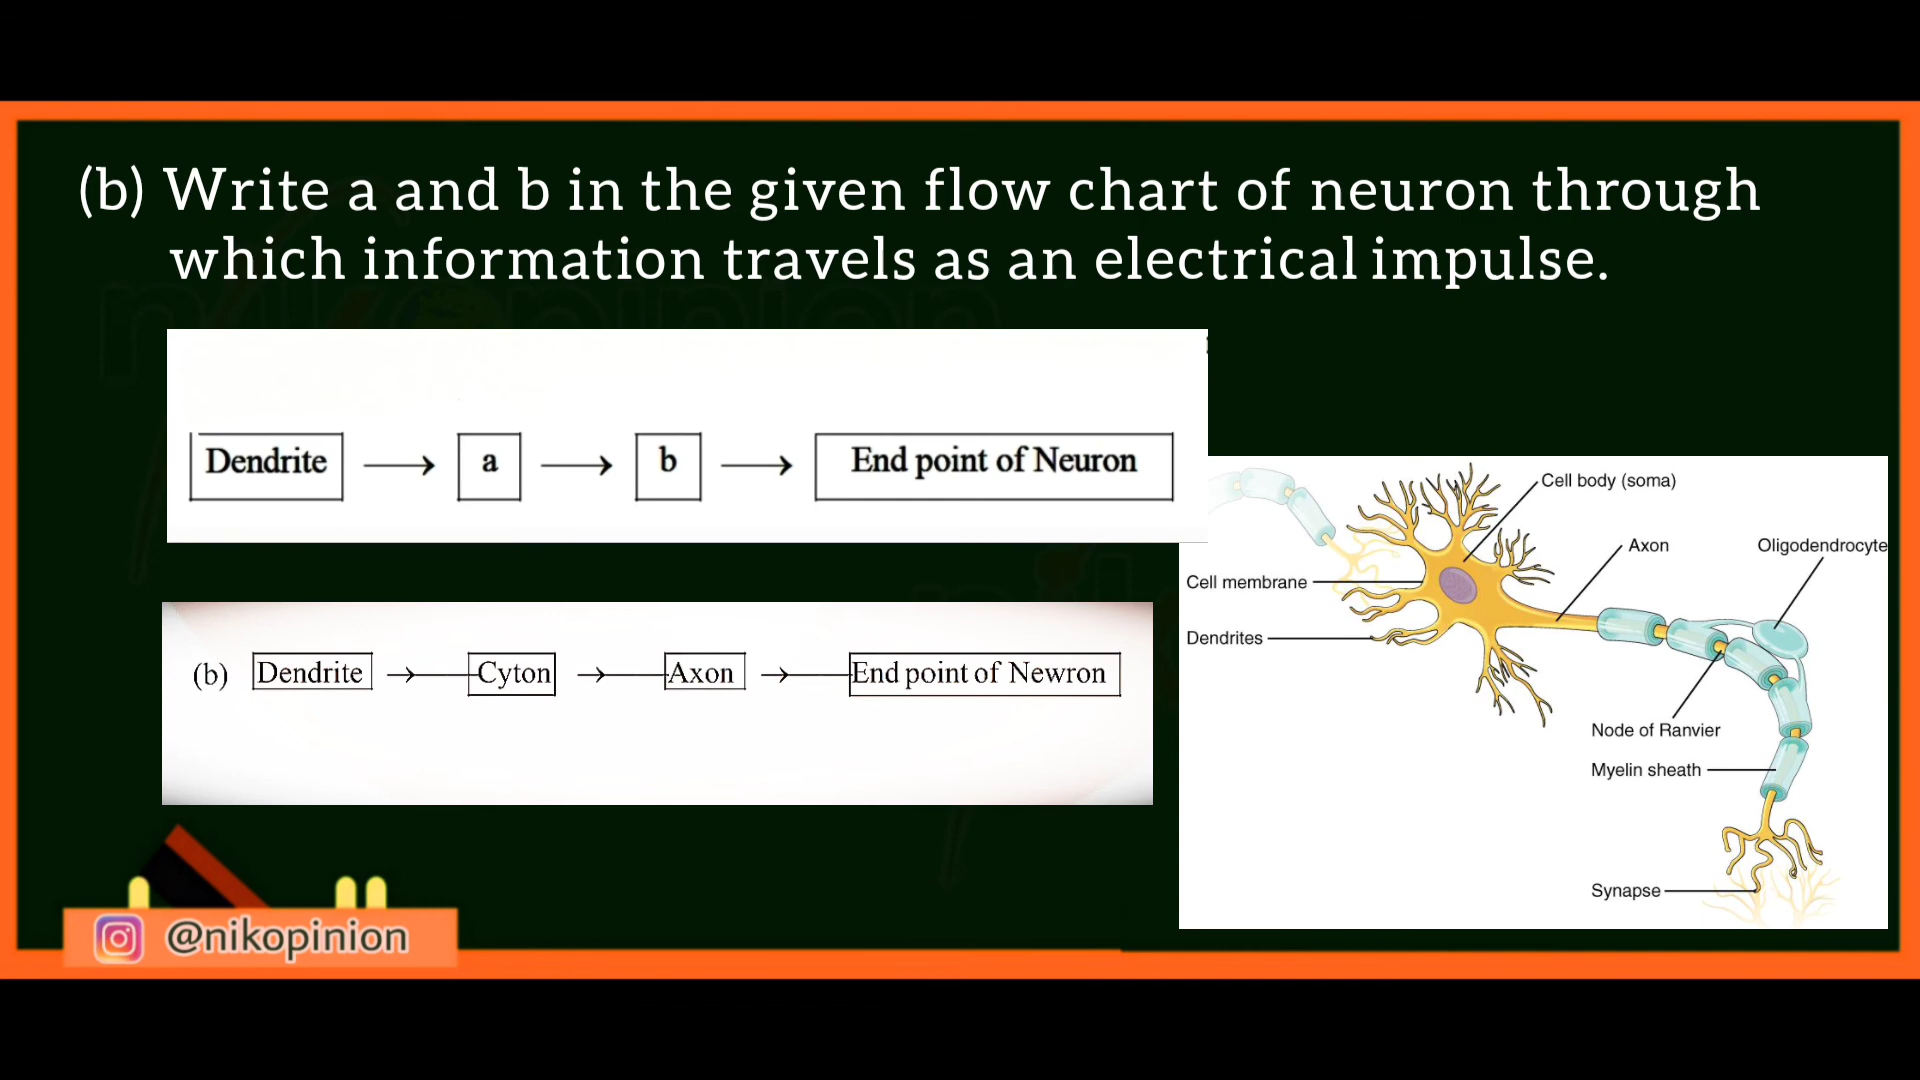 (b) Write a and b in the given flow chart of neuron through
which information travels as an electrical impulse.
Dendrite a b End point of Neuron
(b) Dendrite Cyton Axon End point of Newron
Cell body (soma)
Axon
Oligodendrocyte
Cell membrane
Dendrites
Node of Ranvier
Myelin sheath
Synapse
@nikopinion